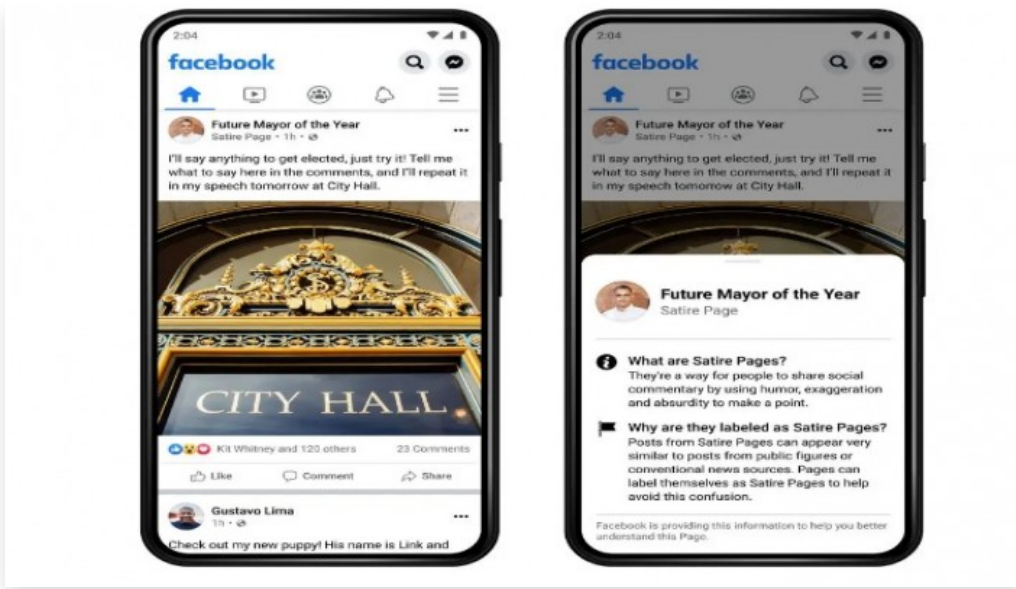 2:04
facebook
Future Mayor of the Year
Satire Page • 1h •
I'll say anything to get elected, just try it! Tell me
what to say here in the comments, and I'll repeat it
in my speech tomorrow at City Hall.
CITY HALL
Kit Whitney and 120 others 23 Comments
Like Comment Share
Gustavo Lima
1h •
Check out my new puppy! His name is Link and
2:04
facebook
Future Mayor of the Year
Satire Page • 1h •
I'll say anything to get elected, just try it! Tell me
what to say here in the comments, and I'll repeat it
in my speech tomorrow at City Hall.
Future Mayor of the Year
Satire Page
What are Satire Pages?
They're a way for people to share social
commentary by using humor, exaggeration
and absurdity to make a point.
Why are they labeled as Satire Pages?
Posts from Satire Pages can appear very
similar to posts from public figures or
conventional news sources. Pages can
label themselves as Satire Pages to help
avoid this confusion.
Facebook is providing this information to help you better
understand this Page.